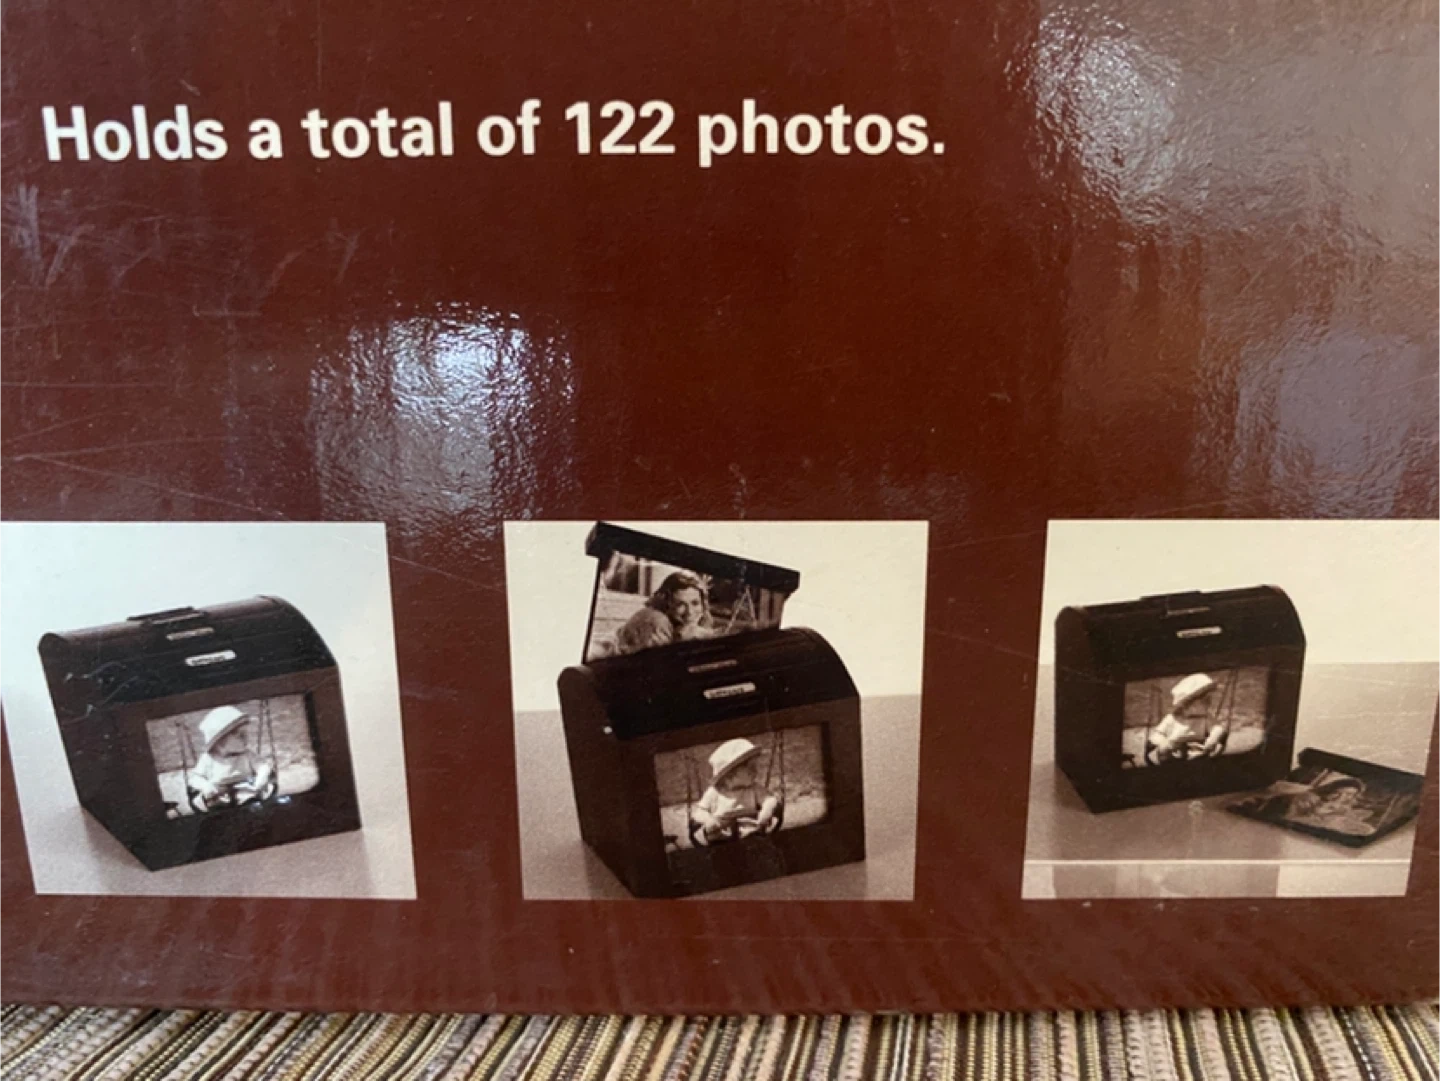 Holds a total of 122 photos.